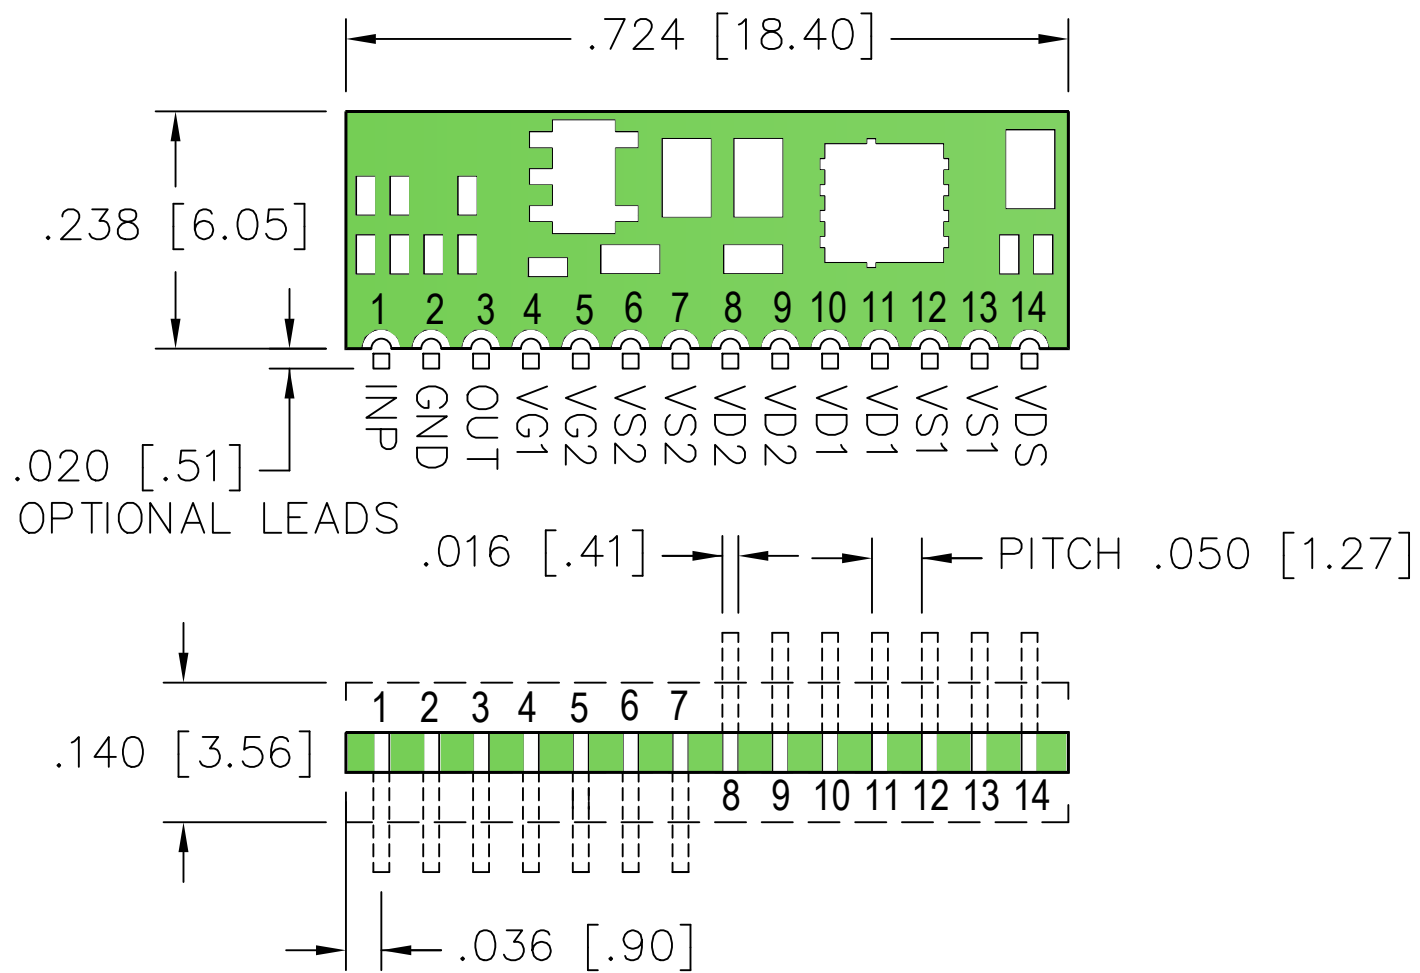 .724 [18.40]
.238 [6.05]
1 2 3 4 5 6 7 8 9 10 11 12 13 14
INP GND OUT VG1 VG2 VS2 VS2 VD2 VD2 VD1 VD1 VS1 VS1 VDS
.020 [.51]
OPTIONAL LEADS
.016 [.41]
PITCH .050 [1.27]
1 2 3 4 5 6 7
.140 [3.56]
8 9 10 11 12 13 14
.036 [.90]